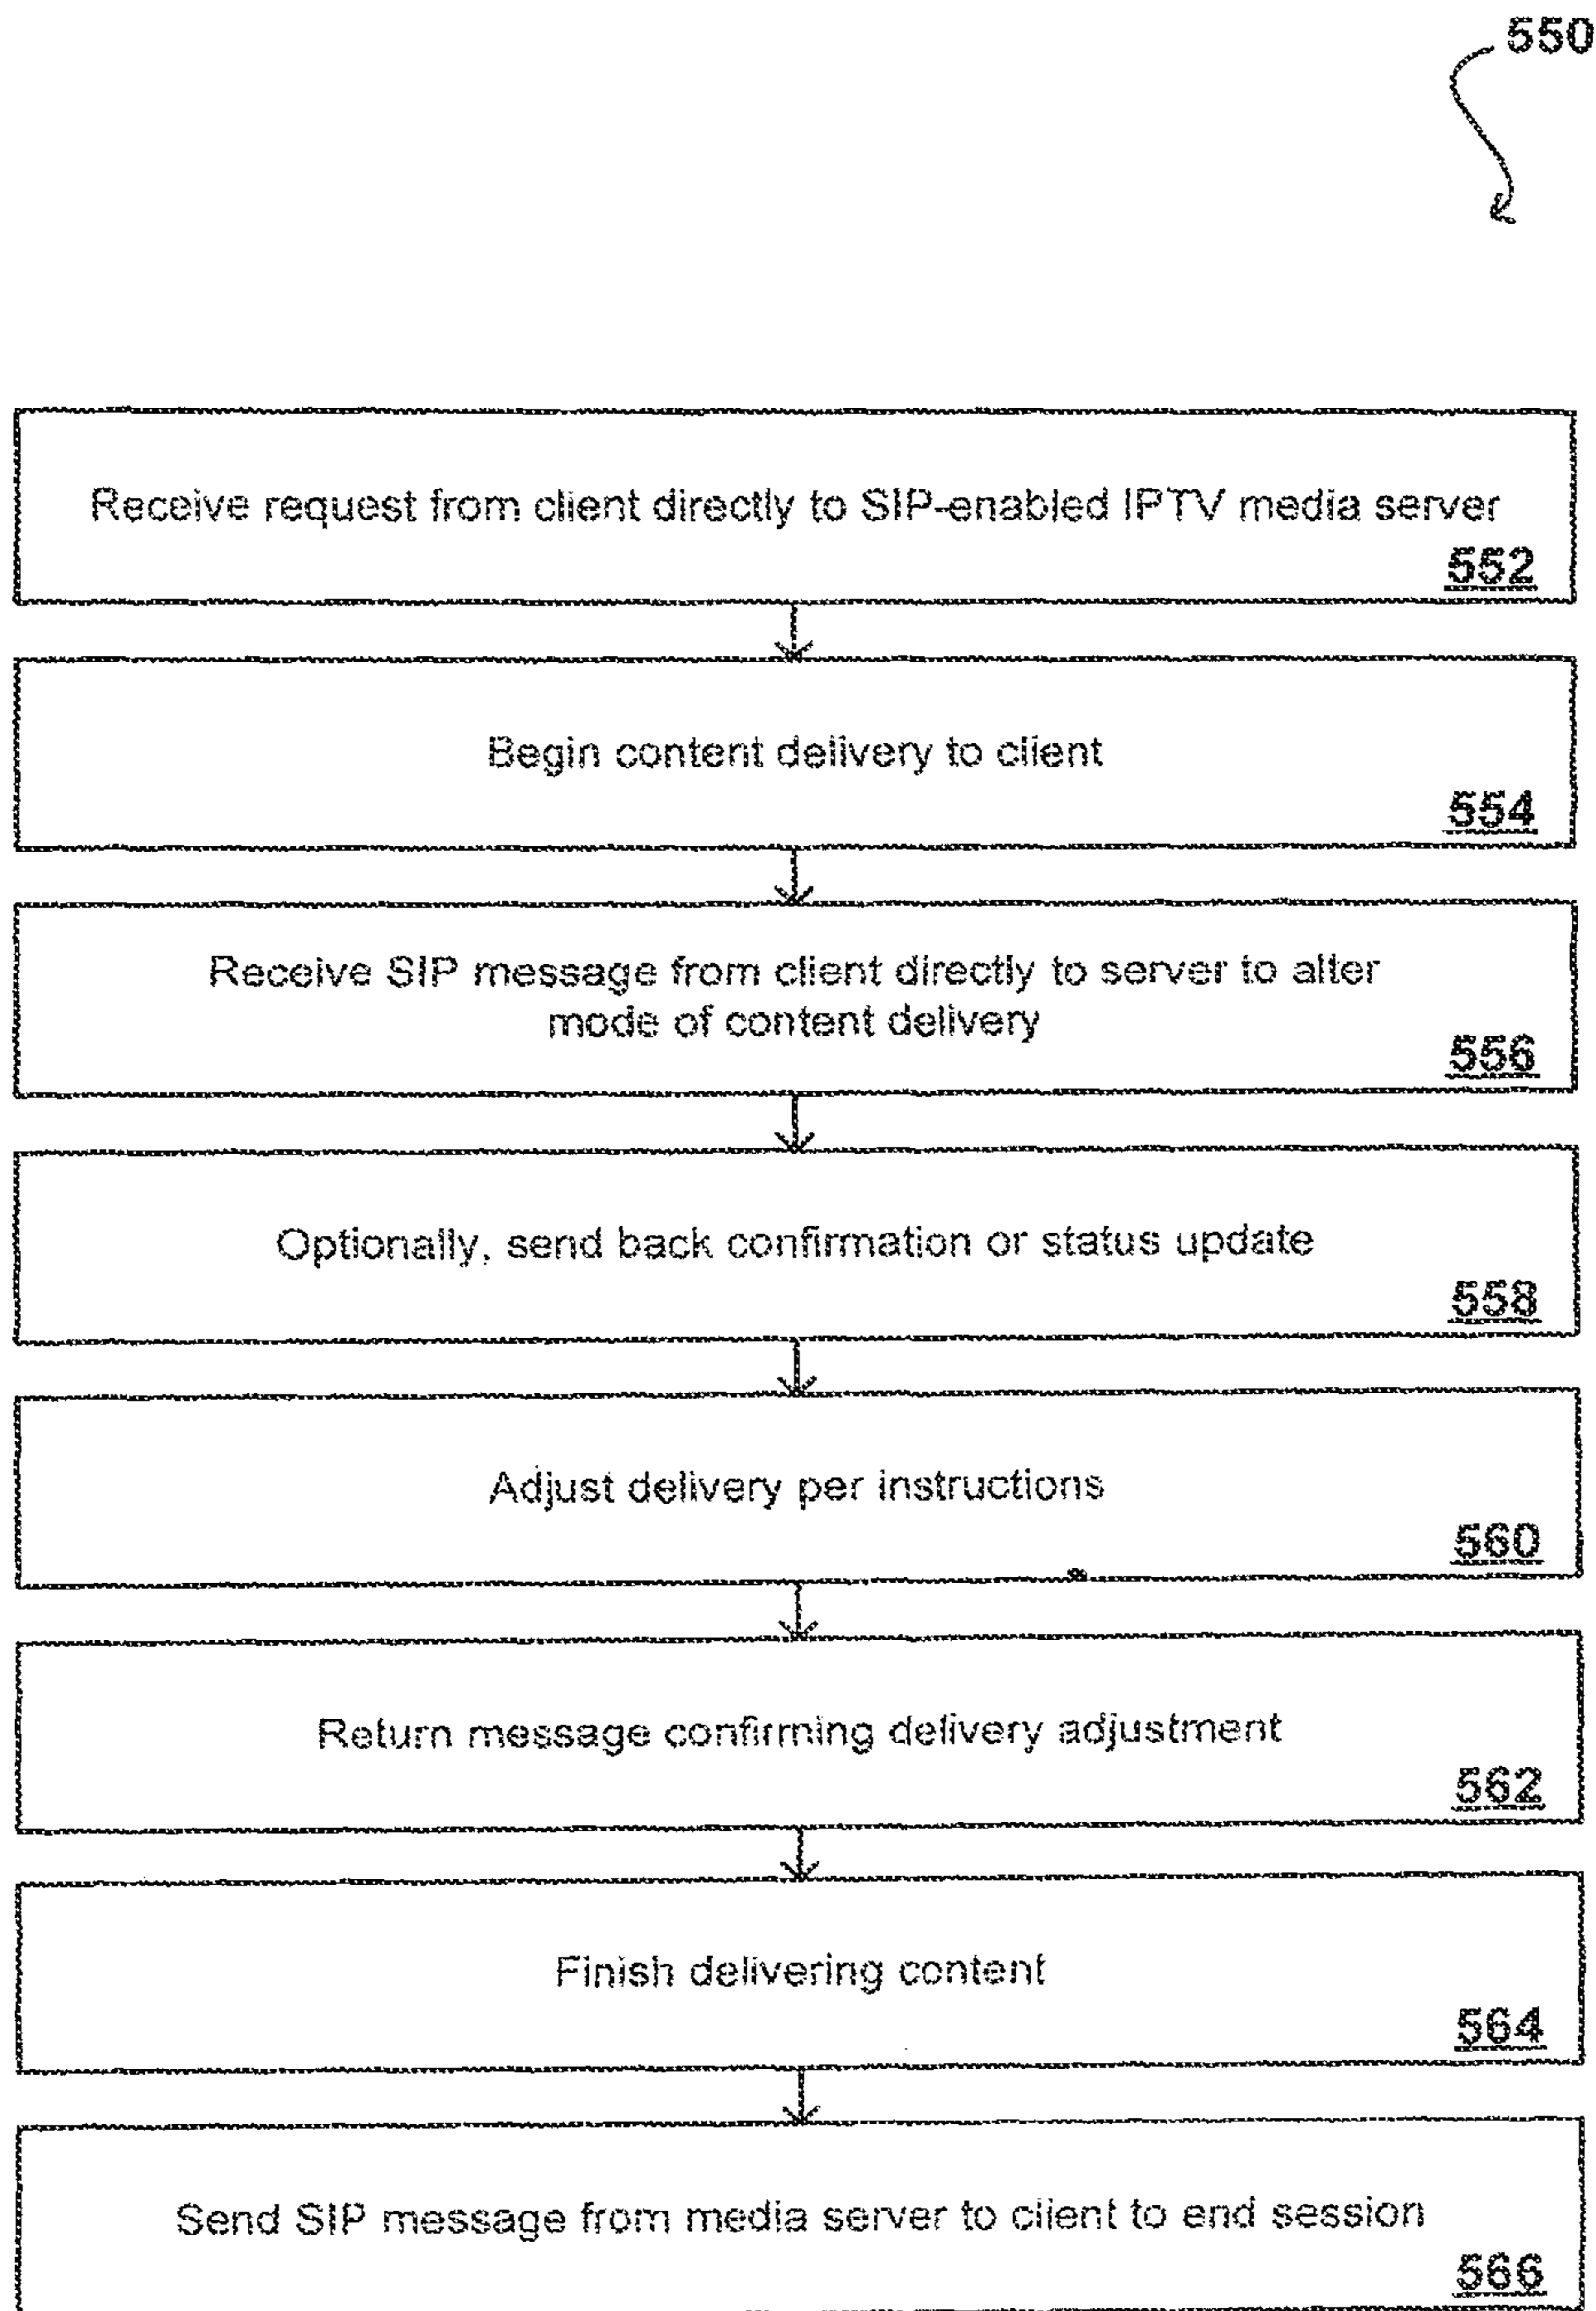 550
Receive request from client directly to SIP-enabled IPTV media server
552
Begin content delivery to client
554
Receive SIP message from client directly to server to alter
mode of content delivery
556
Optionally, send back confirmation or status update
558
Adjust delivery per instructions
560
Return message confirming delivery adjustment
562
Finish delivering content
564
Send SIP message from media server to client to end session
566